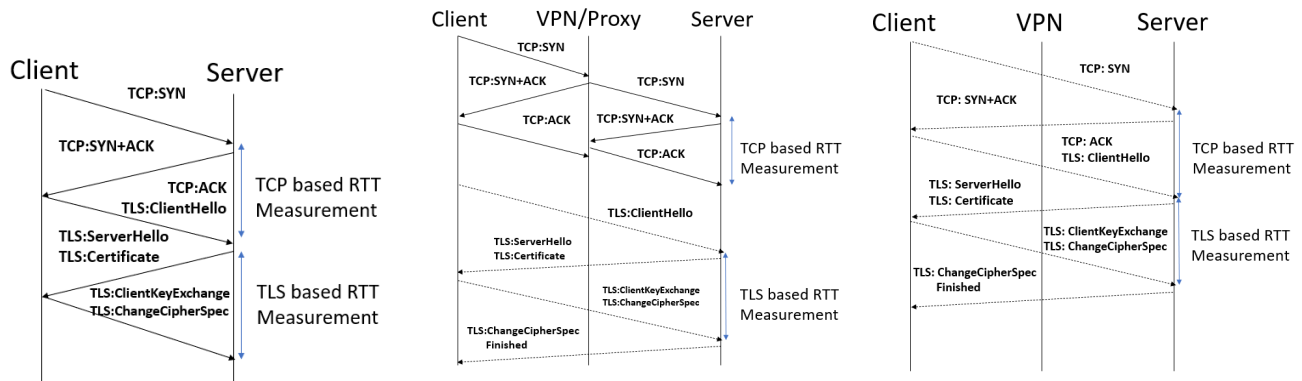 Client
Server
TCP:SYN
TCP:SYN+ACK
TCP:ACK
TLS:ClientHello
TLS:ServerHello
TLS:Certificate
TLS:ClientKeyExchange
TLS:ChangeCipherSpec
TCP based RTT
Measurement
TLS based RTT
Measurement
Client
VPN/Proxy
Server
TCP:SYN
TCP:SYN+ACK
TCP:SYN
TCP:ACK
TCP:SYN+ACK
TCP:ACK
TCP based RTT
Measurement
TLS:ClientHello
TLS:ServerHello
TLS:Certificate
TLS:ClientKeyExchange
TLS:ChangeCipherSpec
TLS based RTT
Measurement
TLS:ChangeCipherSpec
Finished
Client
VPN
Server
TCP: SYN
TCP: SYN+ACK
TCP: ACK
TLS: ClientHello
TCP based RTT
Measurement
TLS: ServerHello
TLS: Certificate
TLS: ClientKeyExchange
TLS: ChangeCipherSpec
TLS based RTT
Measurement
TLS: ChangeCipherSpec
Finished